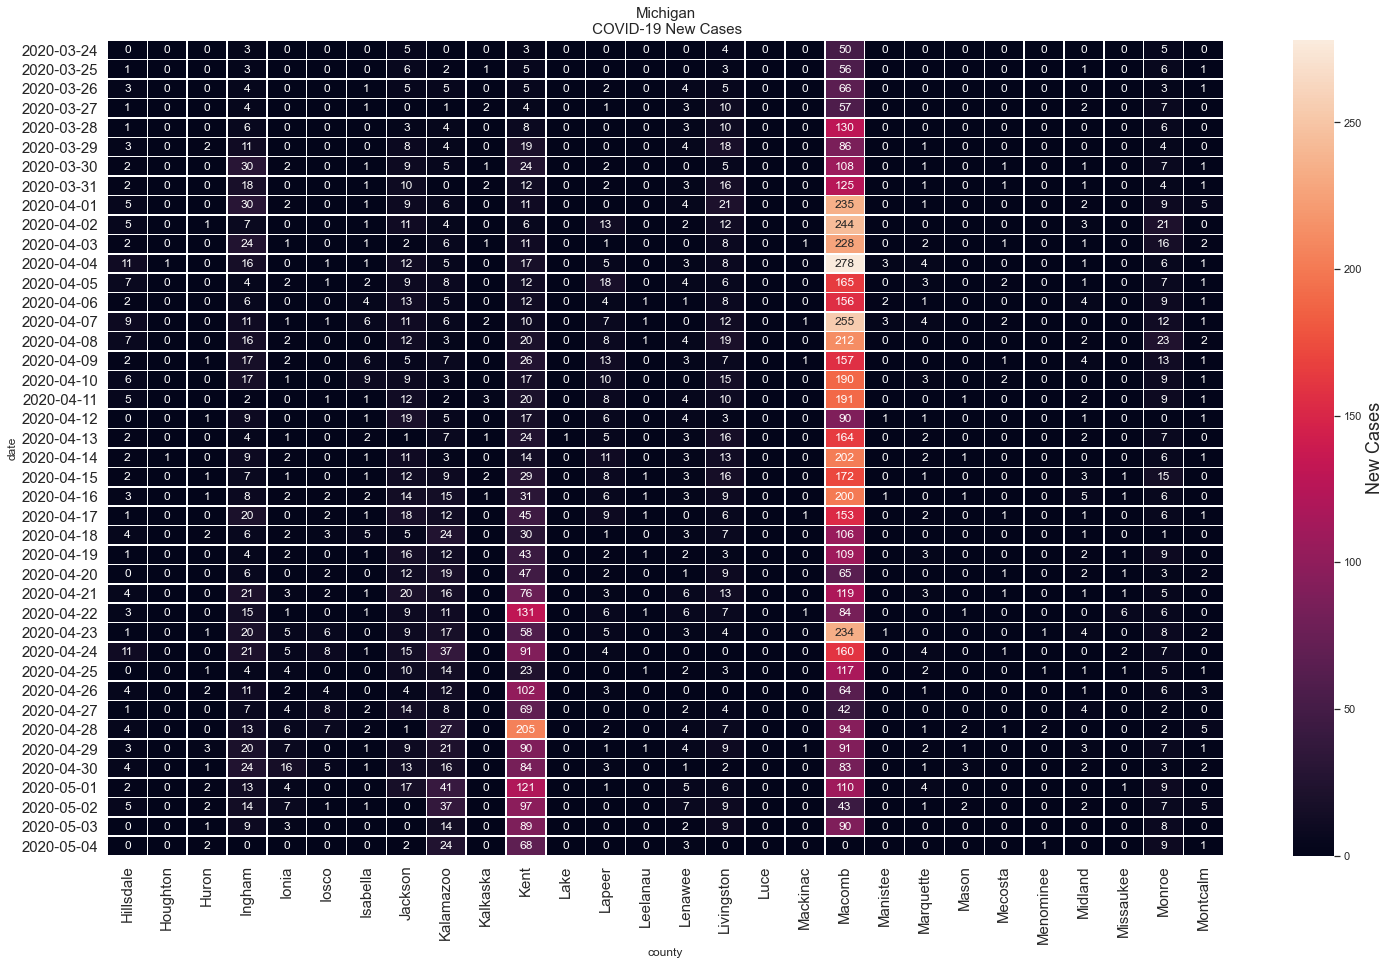 Michigan
COVID-19 New Cases
2020-03-24 0 0 0 3 0 0 0 5 0 0 3 0 0 0 0 4 0 0 50 0 0 0 0 0 0 0 5 0
2020-03-25 1 0 0 3 0 0 0 6 2 1 5 0 0 0 0 3 0 0 56 0 0 0 0 0 1 0 6 1
2020-03-26 3 0 0 4 0 0 1 5 5 0 5 0 2 0 4 5 0 0 66 0 0 0 0 0 0 0 3 1
2020-03-27 1 0 0 4 0 0 1 0 1 2 4 0 1 0 3 10 0 0 57 0 0 0 0 0 2 0 7 0
2020-03-28 1 0 0 6 0 0 0 3 4 0 8 0 0 0 3 10 0 0 130 0 0 0 0 0 0 0 6 0
2020-03-29 3 0 2 11 0 0 0 8 4 0 19 0 0 0 4 18 0 0 86 0 1 0 0 0 0 0 4 0
2020-03-30 2 0 0 30 2 0 1 9 5 1 24 0 2 0 0 5 0 0 108 0 1 0 1 0 1 0 7 1
2020-03-31 2 0 0 18 0 0 1 10 0 2 12 0 2 0 3 16 0 0 125 0 1 0 1 0 1 0 4 1
2020-04-01 5 0 0 30 2 0 1 9 6 0 11 0 0 0 4 21 0 0 235 0 1 0 0 0 2 0 9 5
2020-04-02 5 0 1 7 0 0 1 11 4 0 6 0 13 0 2 12 0 0 244 0 0 0 0 0 3 0 21 0
2020-04-03 2 0 0 24 1 0 1 2 6 1 11 0 1 0 0 8 0 1 228 0 2 0 1 0 1 0 16 2
2020-04-04 11 1 0 16 0 1 1 12 5 0 17 0 5 0 3 8 0 0 278 3 4 0 0 0 1 0 6 1
2020-04-05 7 0 0 4 2 1 2 9 8 0 12 0 18 0 4 6 0 0 165 0 3 0 2 0 1 0 7 1
2020-04-06 2 0 0 6 0 0 4 13 5 0 12 0 4 1 1 8 0 0 156 2 1 0 0 0 4 0 9 1
2020-04-07 9 0 0 11 1 1 6 11 6 2 10 0 7 1 0 12 0 1 255 3 4 0 2 0 0 0 12 1
2020-04-08 7 0 0 16 2 0 0 12 3 0 20 0 8 1 4 19 0 0 212 0 0 0 0 0 2 0 23 2
2020-04-09 2 0 1 17 2 0 6 5 7 0 26 0 13 0 3 7 0 1 157 0 0 0 1 0 4 0 13 1
2020-04-10 6 0 0 17 1 0 9 9 3 0 17 0 10 0 0 15 0 0 190 0 3 0 2 0 0 0 9 1
2020-04-11 5 0 0 2 0 1 1 12 2 3 20 0 8 0 4 10 0 0 191 0 0 1 0 0 2 0 9 1
2020-04-12 0 0 1 9 0 0 1 19 5 0 17 0 6 0 4 3 0 0 90 1 1 0 0 0 1 0 0 1
2020-04-13 2 0 0 4 1 0 2 1 7 1 24 1 5 0 3 16 0 0 164 0 2 0 0 0 2 0 7 0
2020-04-14 2 1 0 9 2 0 1 11 3 0 14 0 11 0 3 13 0 0 202 0 2 1 0 0 0 0 6 1
2020-04-15 2 0 1 7 1 0 1 12 9 2 29 0 8 1 3 16 0 0 172 0 1 0 0 0 3 1 15 0
2020-04-16 3 0 1 8 2 2 2 14 15 1 31 0 6 1 3 9 0 0 200 1 0 1 0 0 5 1 6 0
2020-04-17 1 0 0 20 0 2 1 18 12 0 45 0 9 1 0 6 0 1 153 0 2 0 1 0 1 0 6 1
2020-04-18 4 0 2 6 2 3 5 5 24 0 30 0 1 0 3 7 0 0 106 0 0 0 0 0 1 0 1 0
2020-04-19 1 0 0 4 2 0 1 16 12 0 43 0 2 1 2 3 0 0 109 0 3 0 0 0 2 1 9 0
2020-04-20 0 0 0 6 0 2 0 12 19 0 47 0 2 0 1 9 0 0 65 0 0 0 1 0 2 1 3 2
2020-04-21 4 0 0 21 3 2 1 20 16 0 76 0 3 0 6 13 0 0 119 0 3 0 1 0 1 1 5 0
2020-04-22 3 0 0 15 1 0 1 9 11 0 131 0 6 1 6 7 0 1 84 0 0 1 0 0 0 6 6 0
2020-04-23 1 0 1 20 5 6 0 9 17 0 58 0 5 0 3 4 0 0 234 1 0 0 0 1 4 0 8 2
2020-04-24 11 0 0 21 5 8 1 15 37 0 91 0 4 0 0 0 0 0 160 0 4 0 1 0 0 2 7 0
2020-04-25 0 0 1 4 4 0 0 10 14 0 23 0 0 1 2 3 0 0 117 0 2 0 0 1 1 1 5 1
2020-04-26 4 0 2 11 2 4 0 4 12 0 102 0 3 0 0 0 0 0 64 0 1 0 0 0 1 0 6 3
2020-04-27 1 0 0 7 4 8 2 14 8 0 69 0 0 0 2 4 0 0 42 0 0 0 0 0 4 0 2 0
2020-04-28 4 0 0 13 6 7 2 1 27 0 205 0 2 0 4 7 0 0 94 0 1 2 1 2 0 0 2 5
2020-04-29 3 0 3 20 7 0 1 9 21 0 90 0 1 1 4 9 0 1 91 0 2 1 0 0 3 0 7 1
2020-04-30 4 0 1 24 16 5 1 13 16 0 84 0 3 0 1 2 0 0 83 0 1 3 0 0 2 0 3 2
2020-05-01 2 0 2 13 4 0 0 17 41 0 121 0 1 0 5 6 0 0 110 0 4 0 0 0 0 1 9 0
2020-05-02 5 0 2 14 7 1 1 0 37 0 97 0 0 0 7 9 0 0 43 0 1 2 0 0 2 0 7 5
2020-05-03 0 0 1 9 3 0 0 0 14 0 89 0 0 0 2 9 0 0 90 0 0 0 0 0 0 0 8 0
2020-05-04 0 0 2 0 0 0 0 2 24 0 68 0 0 0 3 0 0 0 0 0 0 0 0 1 0 0 9 1
date
Hillsdale Houghton Huron Ingham Ionia Iosco Isabella Jackson Kalamazoo Kalkaska Kent Lake Lapeer Leelanau Lenawee Livingston Luce Mackinac Macomb Manistee Marquette Mason Mecosta Menominee Midland Missaukee Monroe Montcalm
county
250
200
150
100
50
0
New Cases